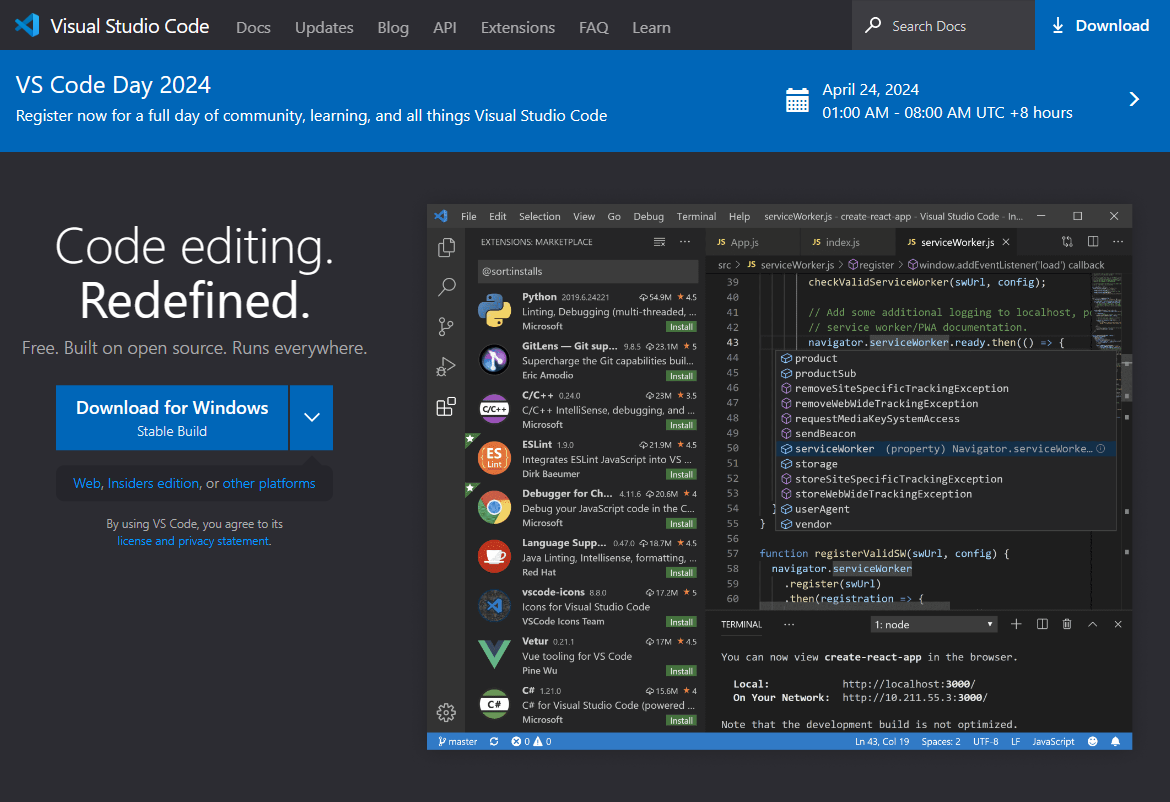 Visual Studio Code Docs Updates Blog API Extensions FAQ Learn Search Docs Download
VS Code Day 2024
Register now for a full day of community, learning, and all things Visual Studio Code
April 24, 2024
01:00 AM - 08:00 AM UTC +8 hours
Code editing.
Redefined.
Free. Built on open source. Runs everywhere.
Download for Windows
Stable Build
Web, Insiders edition, or other platforms
By using VS Code, you agree to its
license and privacy statement.
File Edit Selection View Go Debug Terminal Help serviceWorker.js - create-react-app - Visual Studio Code - In...
EXTENSIONS: MARKETPLACE
@sort:installs
Python 2019.6.24221 54.9M 4.5
Linting, Debugging (multi-threaded, ...
Microsoft Install
GitLens — Git sup... 9.8.5 23.1M 5
Supercharge the Git capabilities buil...
Eric Amodio Install
C/C++
C/C++ 0.24.0 23M 3.5
C/C++ IntelliSense, debugging, and ...
Microsoft Install
ES
Lint
ESLint 1.9.0 21.9M 4.5
Integrates ESLint JavaScript into VS ...
Dirk Baeumer Install
Debugger for Ch... 4.11.6 20.6M 4
Debug your JavaScript code in the C...
Microsoft Install
Language Supp... 0.47.0 18.7M 4.5
Java Linting, Intellisense, formatting, ...
Red Hat Install
vscode-icons 8.8.0 17.2M 5
Icons for Visual Studio Code
VSCode Icons Team Install
Vetur 0.21.1 17M 4.5
Vue tooling for VS Code
Pine Wu Install
C#
C# 1.21.0 15.6M 4
C# for Visual Studio Code (powered ...
Microsoft Install
JS App.js JS index.js JS serviceWorker.js
src > JS serviceWorker.js > register > window.addEventListener('load') callback
39 checkValidServiceWorker(swUrl, config);
40
41 // Add some additional logging to localhost, po
42 // service worker/PWA documentation.
43 navigator.serviceWorker.ready.then(() => {
44 product
45 productSub
46 removeSiteSpecificTrackingException
47 removeWebWideTrackingException
48 requestMediaKeySystemAccess
49 sendBeacon
50 serviceWorker (property) Navigator.serviceWorke...
51 storage
52 storeSiteSpecificTrackingException
53 storeWebWideTrackingException
54 } userAgent
55 } vendor
56
57 function registerValidSW(swUrl, config) {
58 navigator.serviceWorker
59 .register(swUrl)
60 .then(registration => {
TERMINAL ... 1: node
You can now view create-react-app in the browser.
Local: http://localhost:3000/
On Your Network: http://10.211.55.3:3000/
Note that the development build is not optimized.
master 0 0 Ln 43, Col 19 Spaces: 2 UTF-8 LF JavaScript